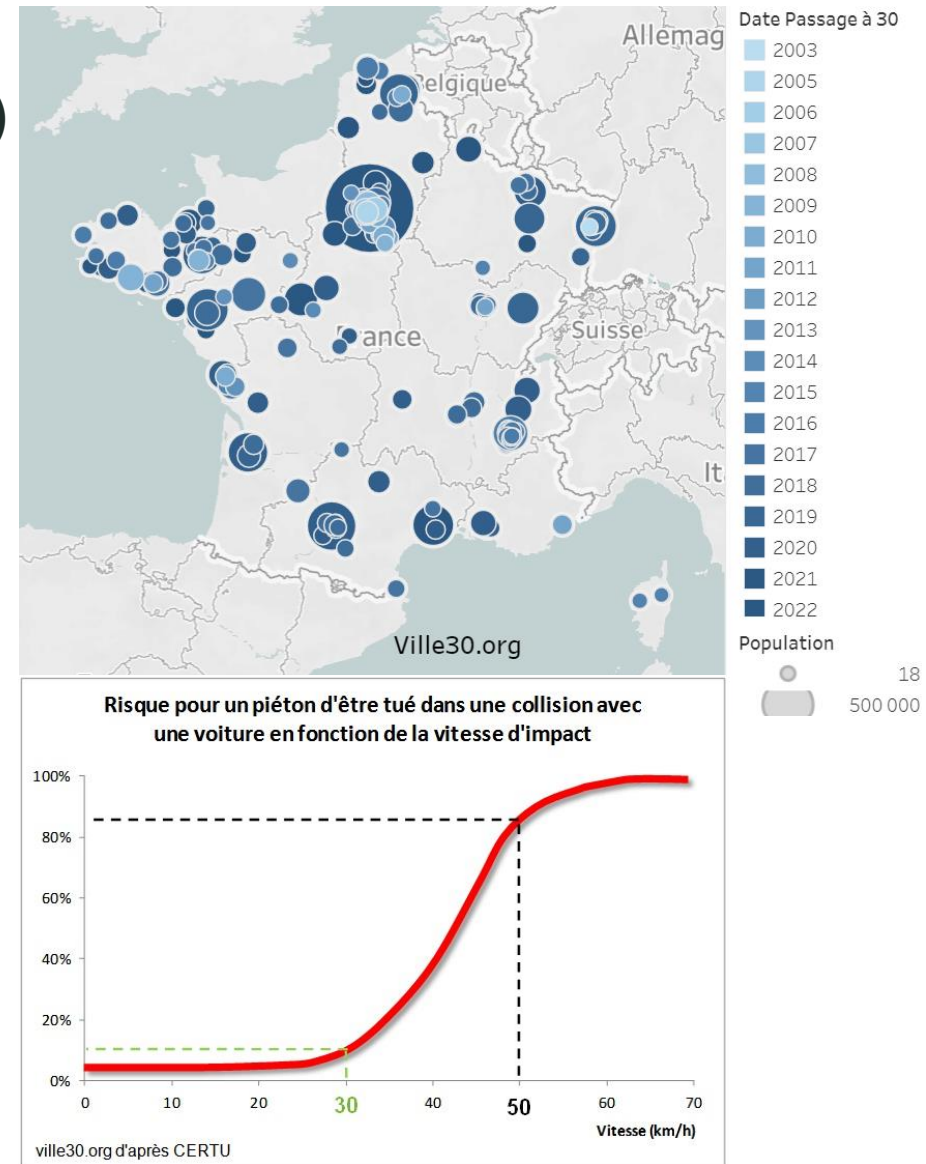 Allemag
Belgique
France
Suisse
It
Ville30.org
Date Passage à 30
2003
2005
2006
2007
2008
2009
2010
2011
2012
2013
2014
2015
2016
2017
2018
2019
2020
2021
2022
Population
18
500 000
Risque pour un piéton d'être tué dans une collision avec
une voiture en fonction de la vitesse d'impact
100%
80%
60%
40%
20%
0%
0 10 20 30 40 50 60 70
Vitesse (km/h)
ville30.org d'après CERTU